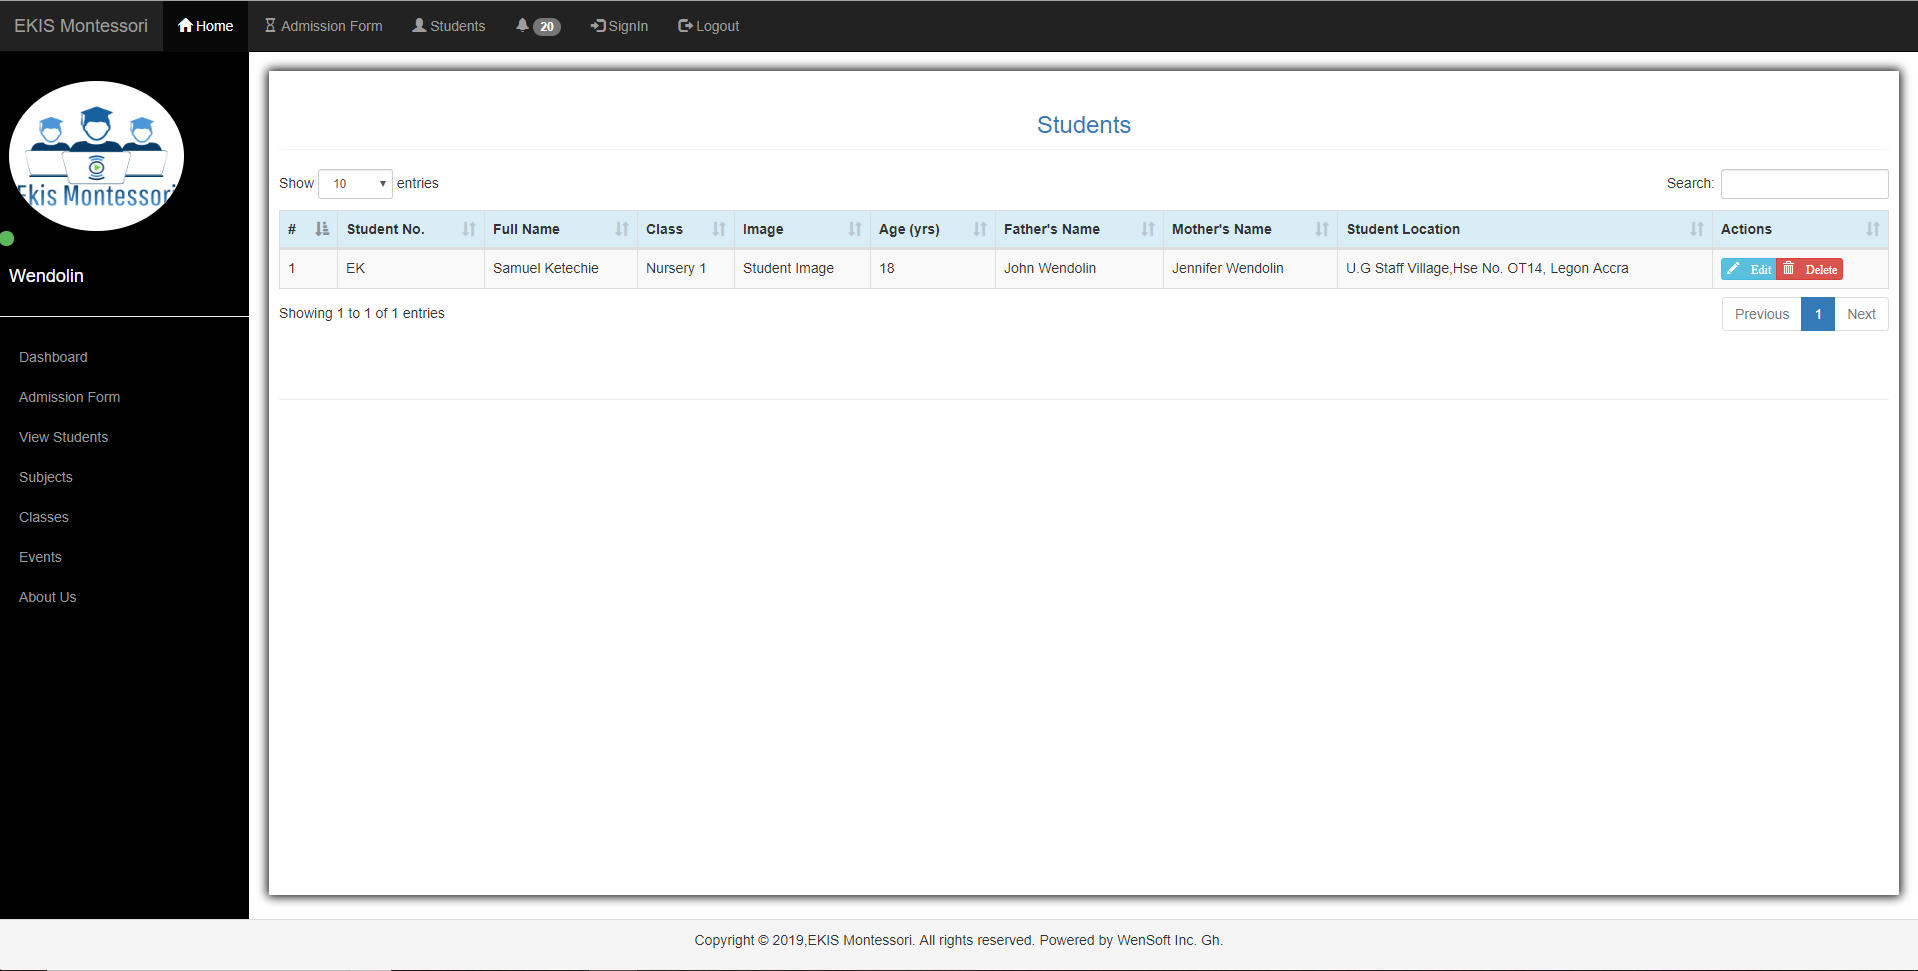 EKIS Montessori Home Admission Form Students 20 SignIn Logout
Ekis Montessori
Wendolin
Dashboard
Admission Form
View Students
Subjects
Classes
Events
About Us
Students
Show 10 entries Search:
# Student No. Full Name Class Image Age (yrs) Father's Name Mother's Name Student Location Actions
1 EK Samuel Ketechie Nursery 1 Student Image 18 John Wendolin Jennifer Wendolin U.G Staff Village,Hse No. OT14, Legon Accra Edit Delete
Showing 1 to 1 of 1 entries Previous 1 Next
Copyright © 2019,EKIS Montessori. All rights reserved. Powered by WenSoft Inc. Gh.